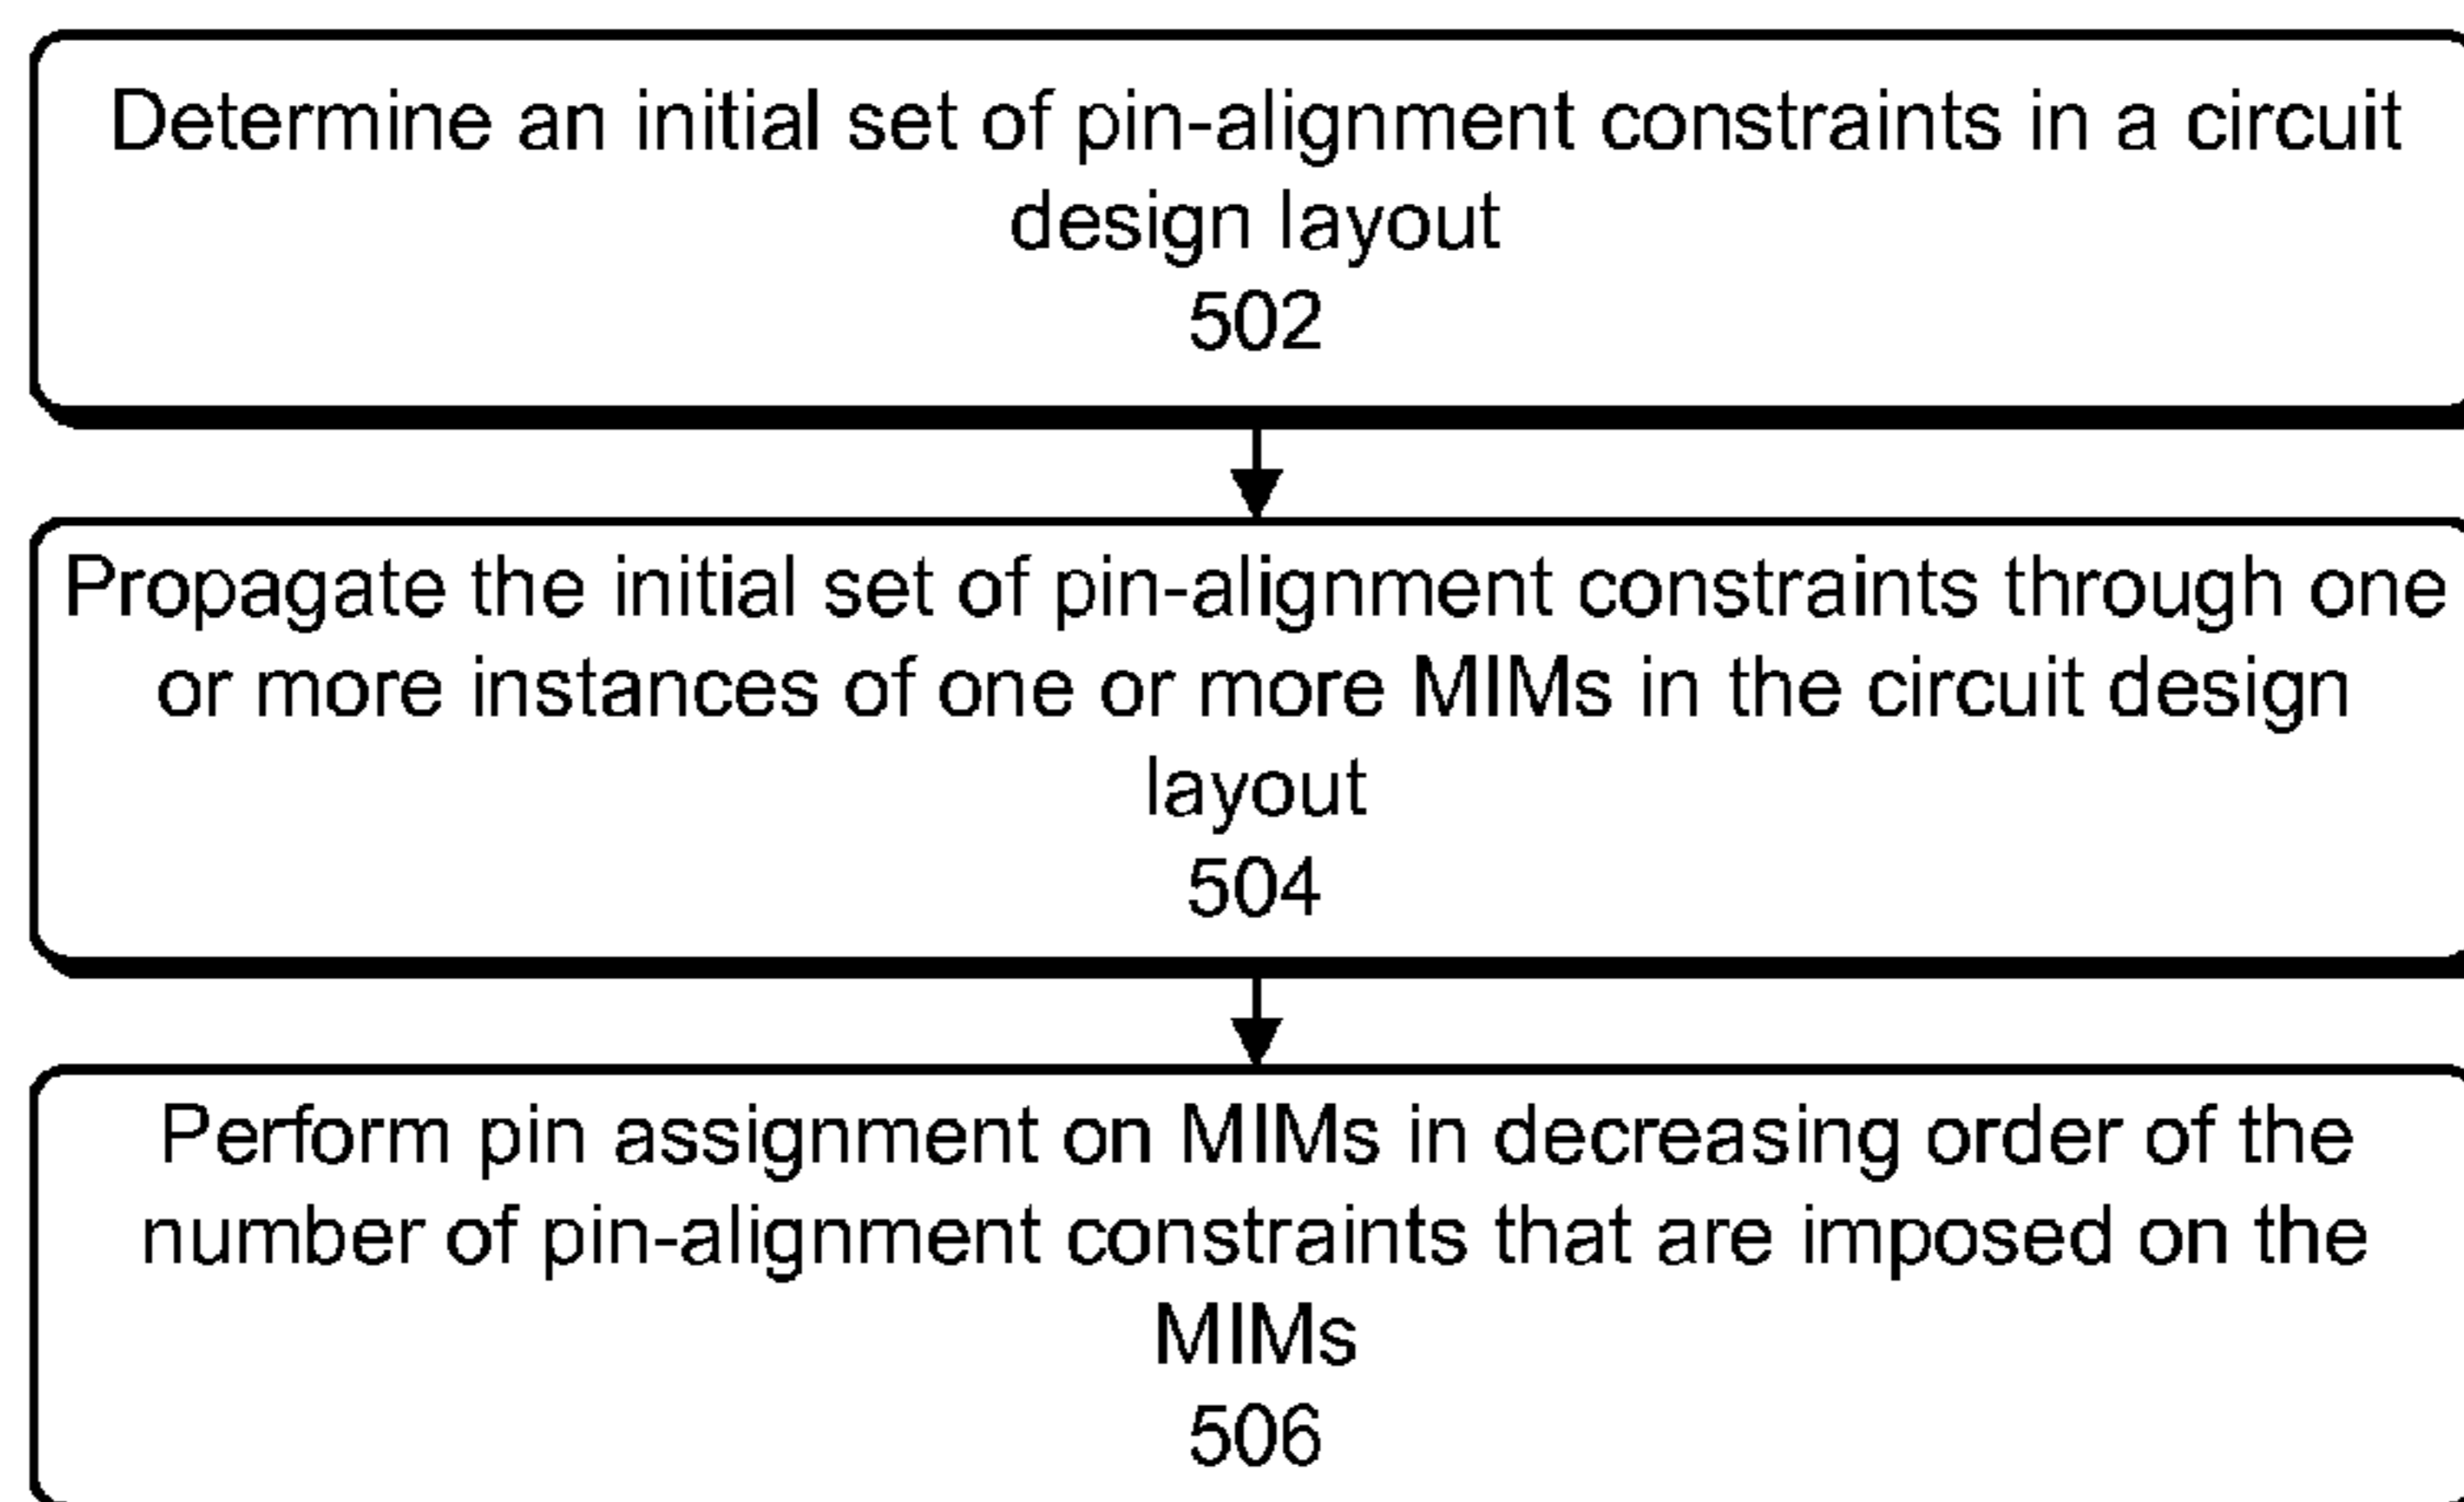 Determine an initial set of pin-alignment constraints in a circuit
design layout
502
Propagate the initial set of pin-alignment constraints through one
or more instances of one or more MIMs in the circuit design
layout
504
Perform pin assignment on MIMs in decreasing order of the
number of pin-alignment constraints that are imposed on the
MIMs
506